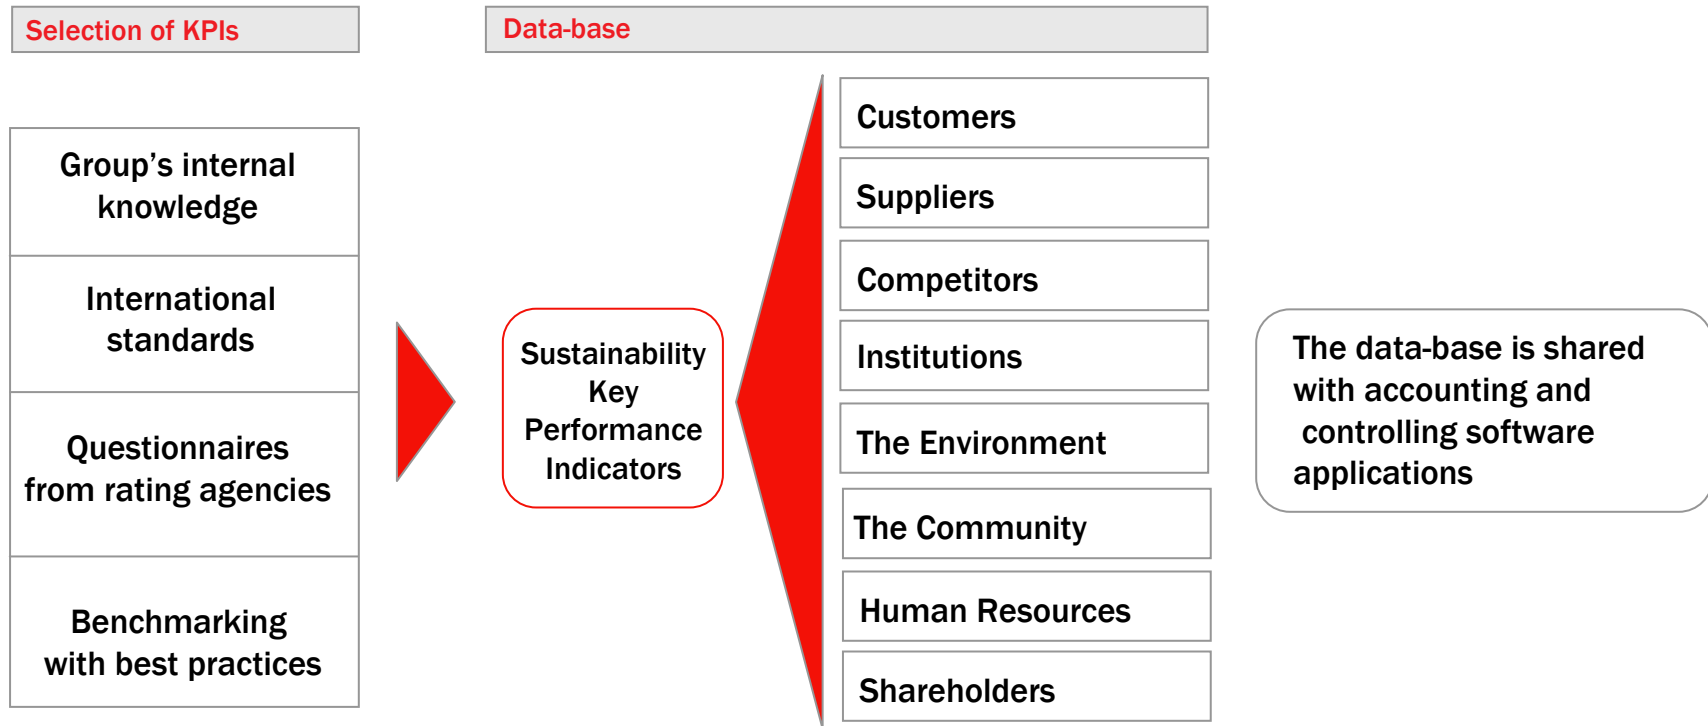 Selection of KPIs
Data-base
Group’s internal
knowledge
International
standards
Questionnaires
from rating agencies
Benchmarking
with best practices
Sustainability
Key
Performance
Indicators
Customers
Suppliers
Competitors
Institutions
The Environment
The Community
Human Resources
Shareholders
The data-base is shared
with accounting and
controlling software
applications